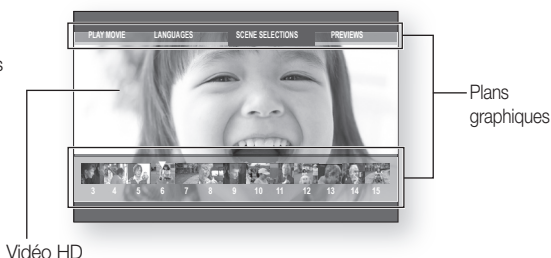 PLAY MOVIE LANGUAGES SCENE SELECTIONS PREVIEWS
s
Plans
graphiques
3 4 5 6 7 8 9 10 11 12 13 14 15
Vidéo HD